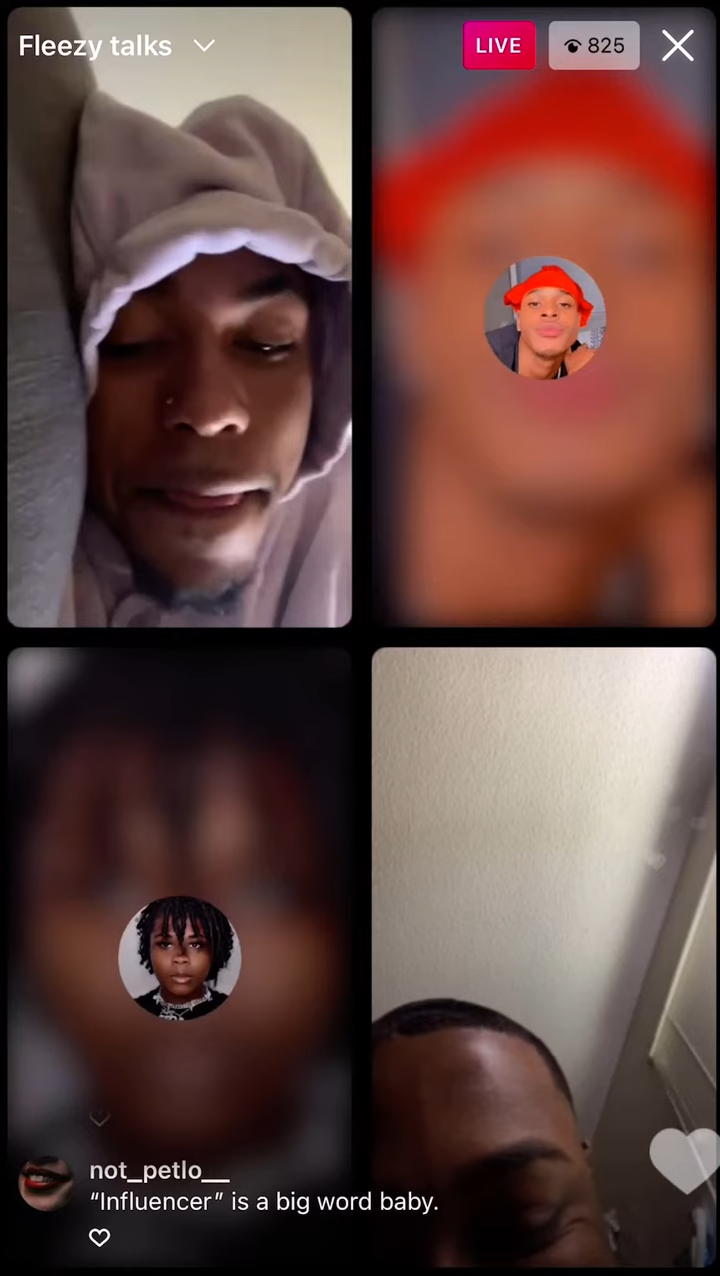 Fleezy talks
LIVE
825
not_petlo__
“Influencer” is a big word baby.